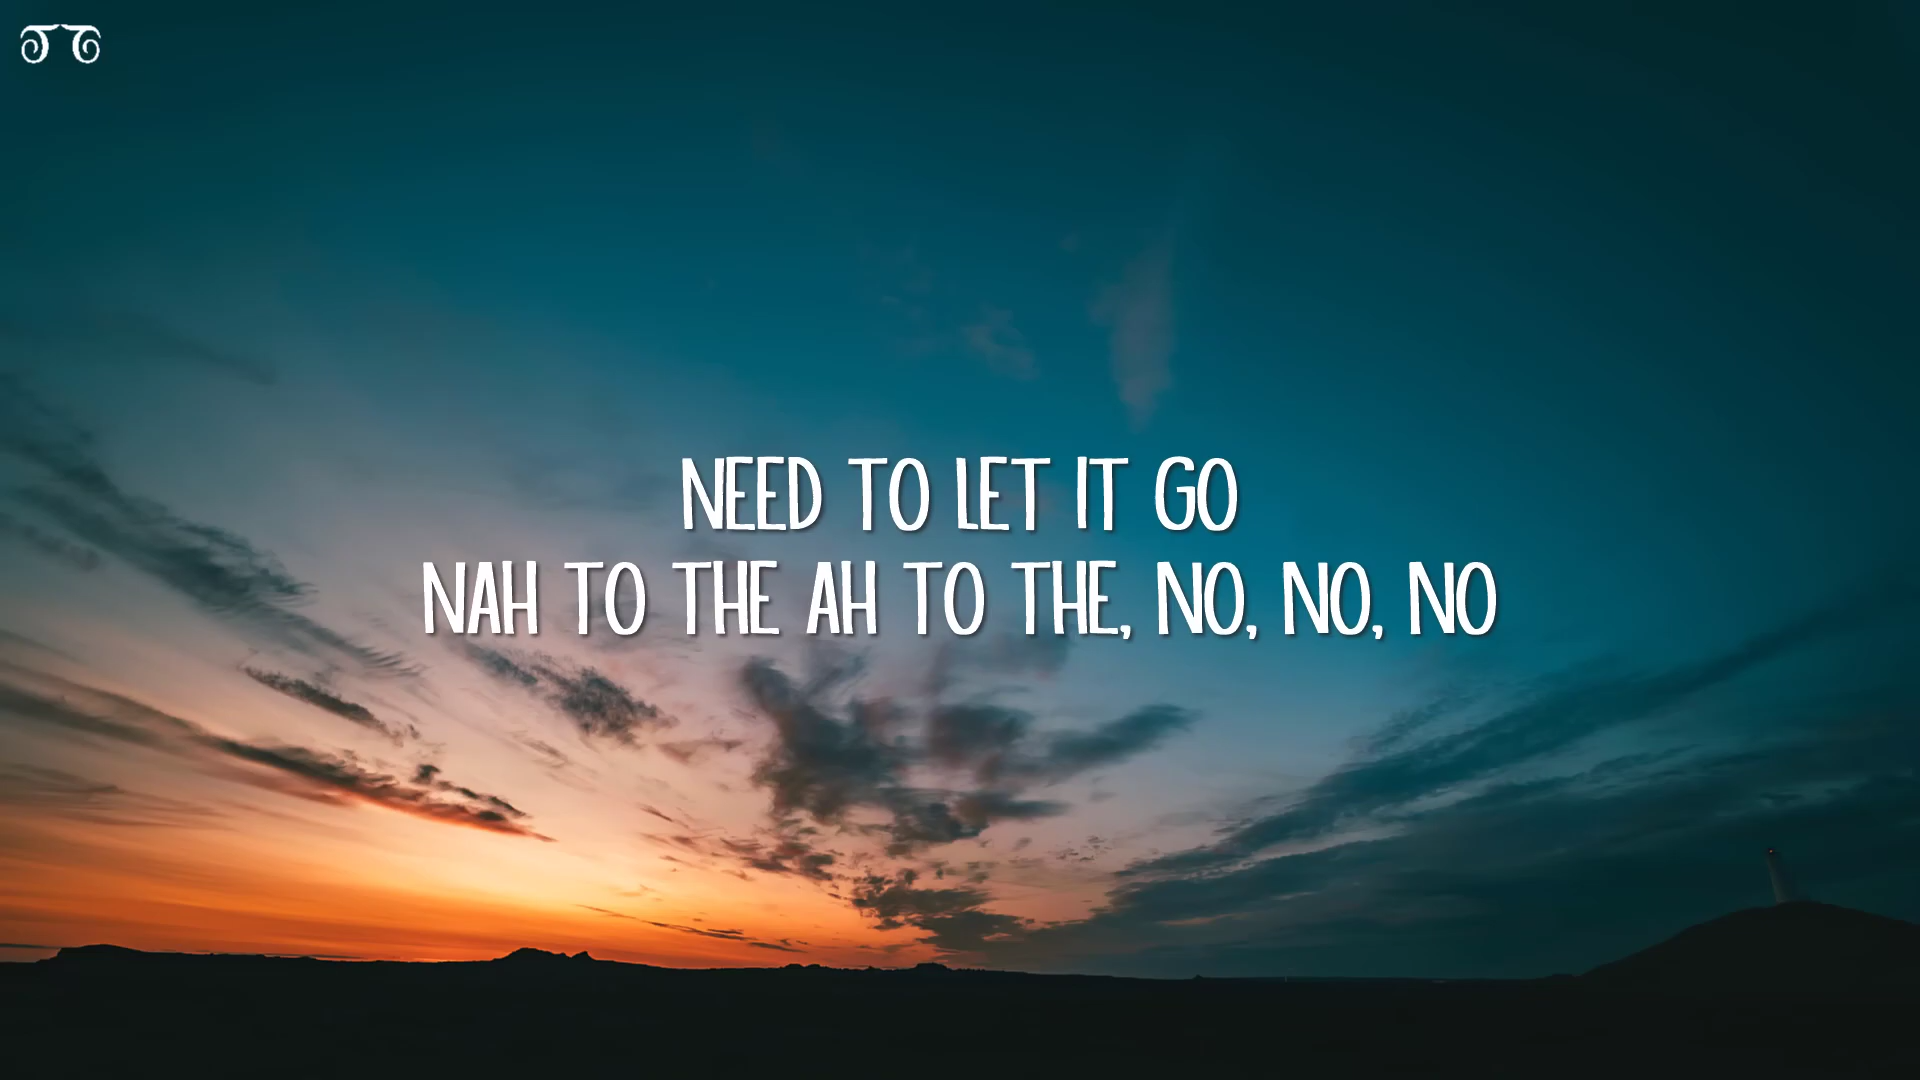 NEED TO LET IT GO
NAH TO THE AH TO THE, NO, NO, NO